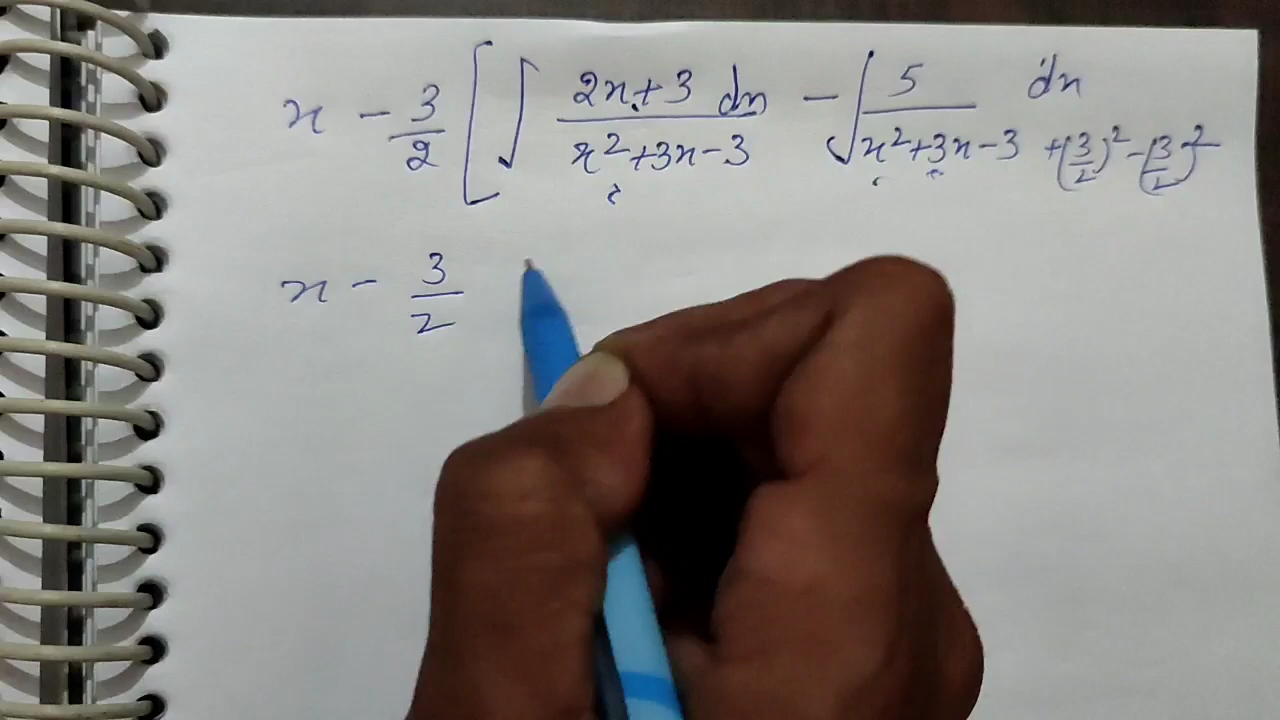 x - 3/2 [ ∫ (2x+3)/(x²+3x-3) dx - ∫ 5/(x²+3x-3 +(3/2)² -(3/2)²) dx
x - 3/2